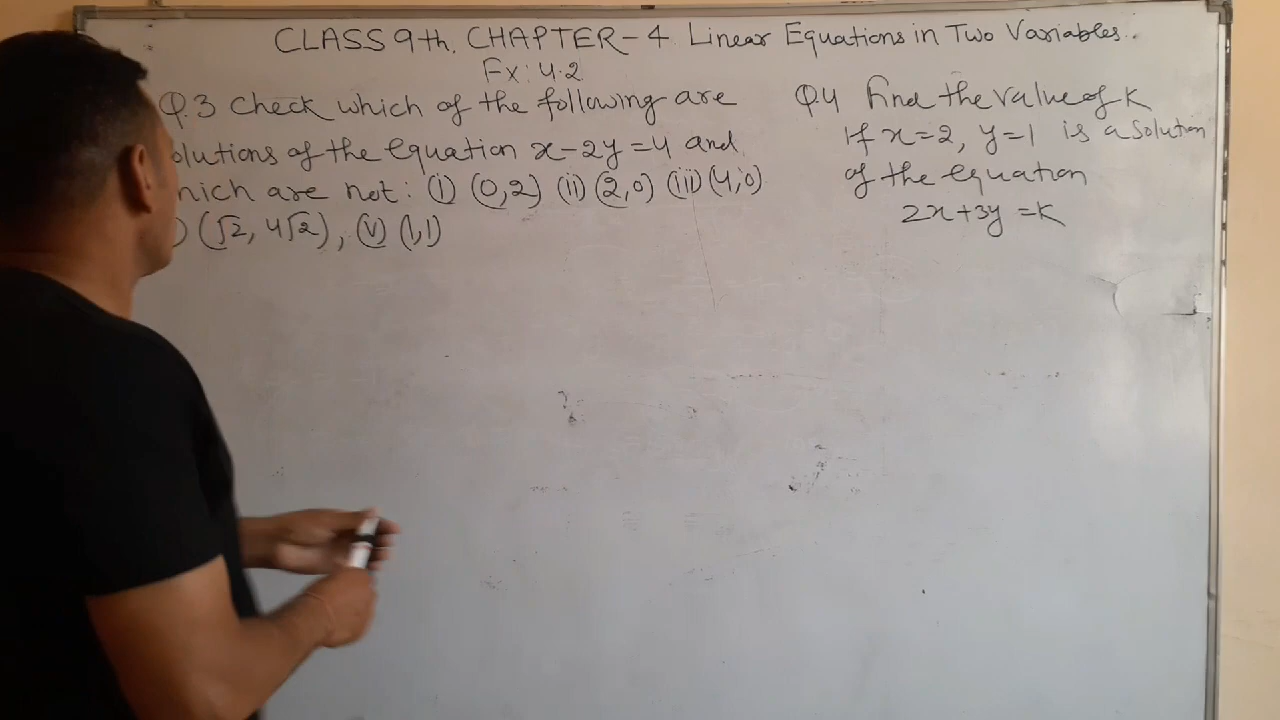 CLASS 9th. CHAPTER-4. Linear Equations in Two Variables.
Ex: 4.2
Q.3 Check which of the following are
olutions of the equation x-2y=4 and
hich are not: (i) (0,2) (ii) (2,0) (iii) (4,0)
) (√2, 4√2), (v) (1,1)
Q4 find the value of K
If x=2, y=1 is a Solution
of the equation
2x+3y=K